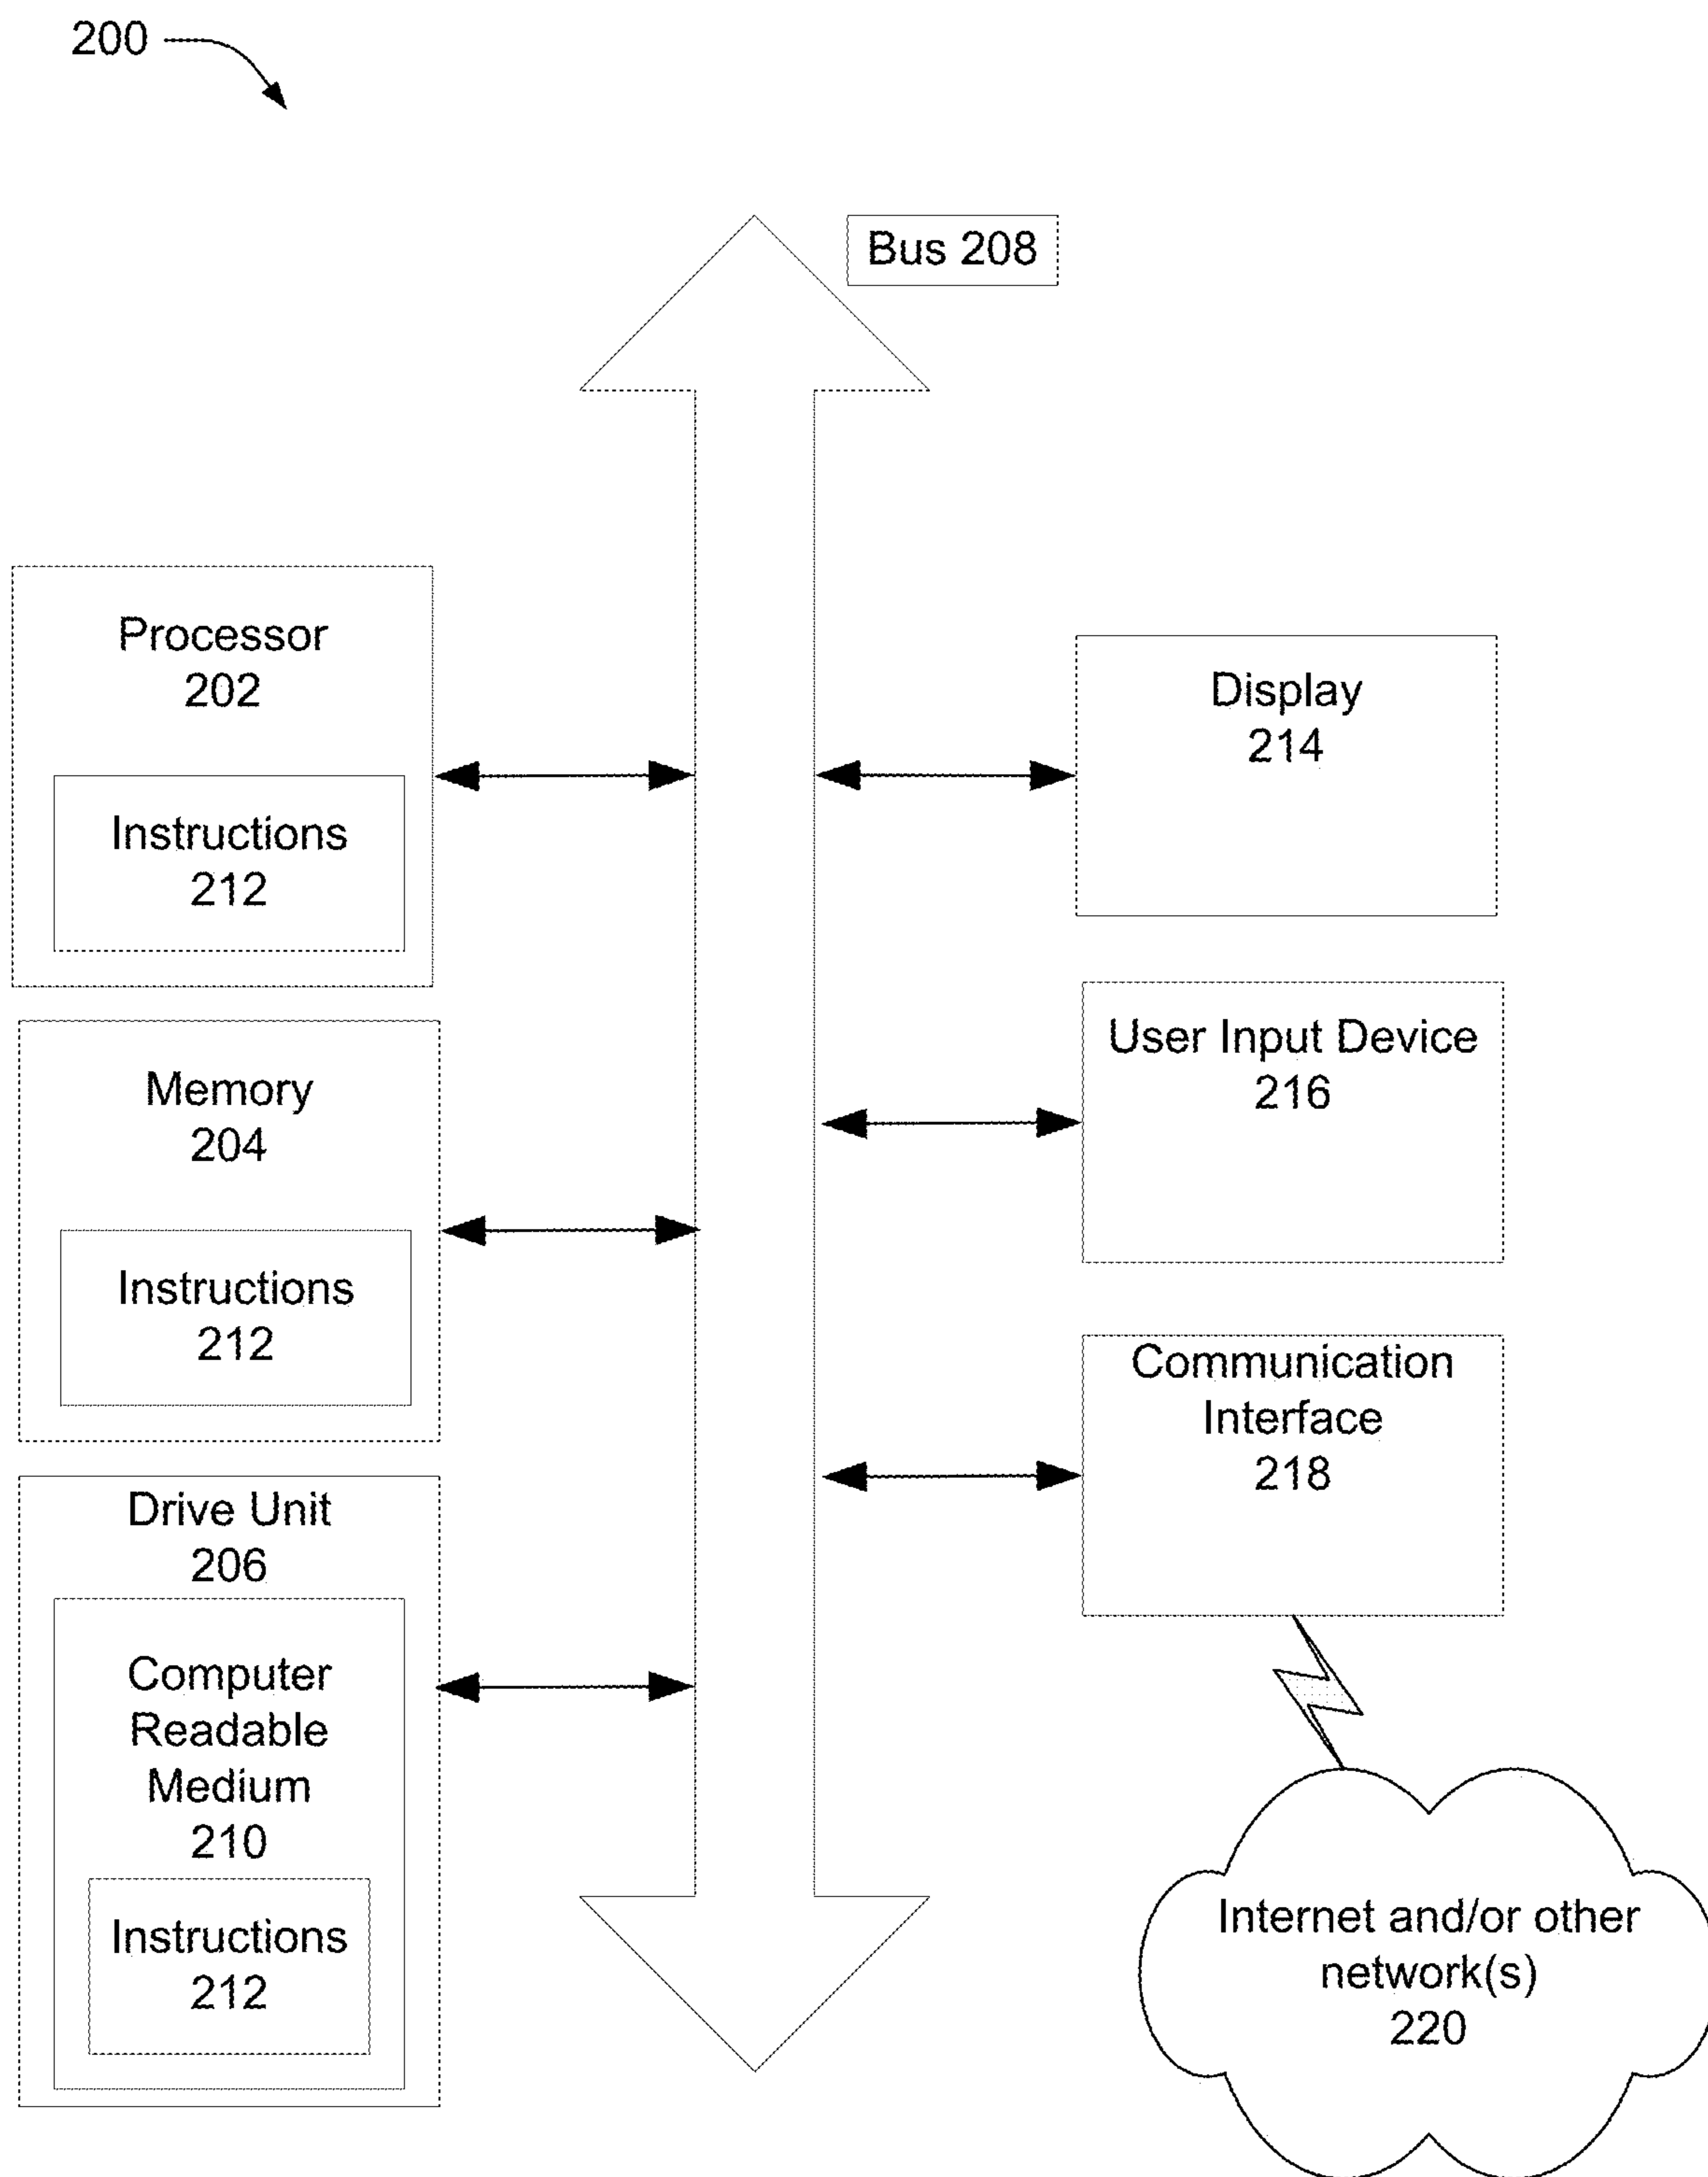 200
Bus 208
Processor
202
Instructions
212
Memory
204
Instructions
212
Drive Unit
206
Computer
Readable
Medium
210
Instructions
212
Display
214
User Input Device
216
Communication
Interface
218
Internet and/or other
network(s)
220